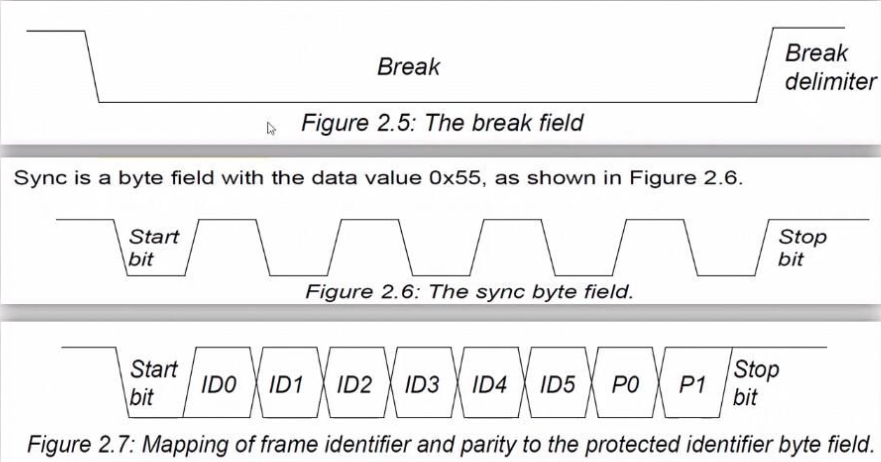 Break
Break
delimiter
Figure 2.5: The break field
Sync is a byte field with the data value 0x55, as shown in Figure 2.6.
Start
bit
Stop
bit
Figure 2.6: The sync byte field.
Start
bit
ID0 ID1 ID2 ID3 ID4 ID5 P0 P1
Stop
bit
Figure 2.7: Mapping of frame identifier and parity to the protected identifier byte field.